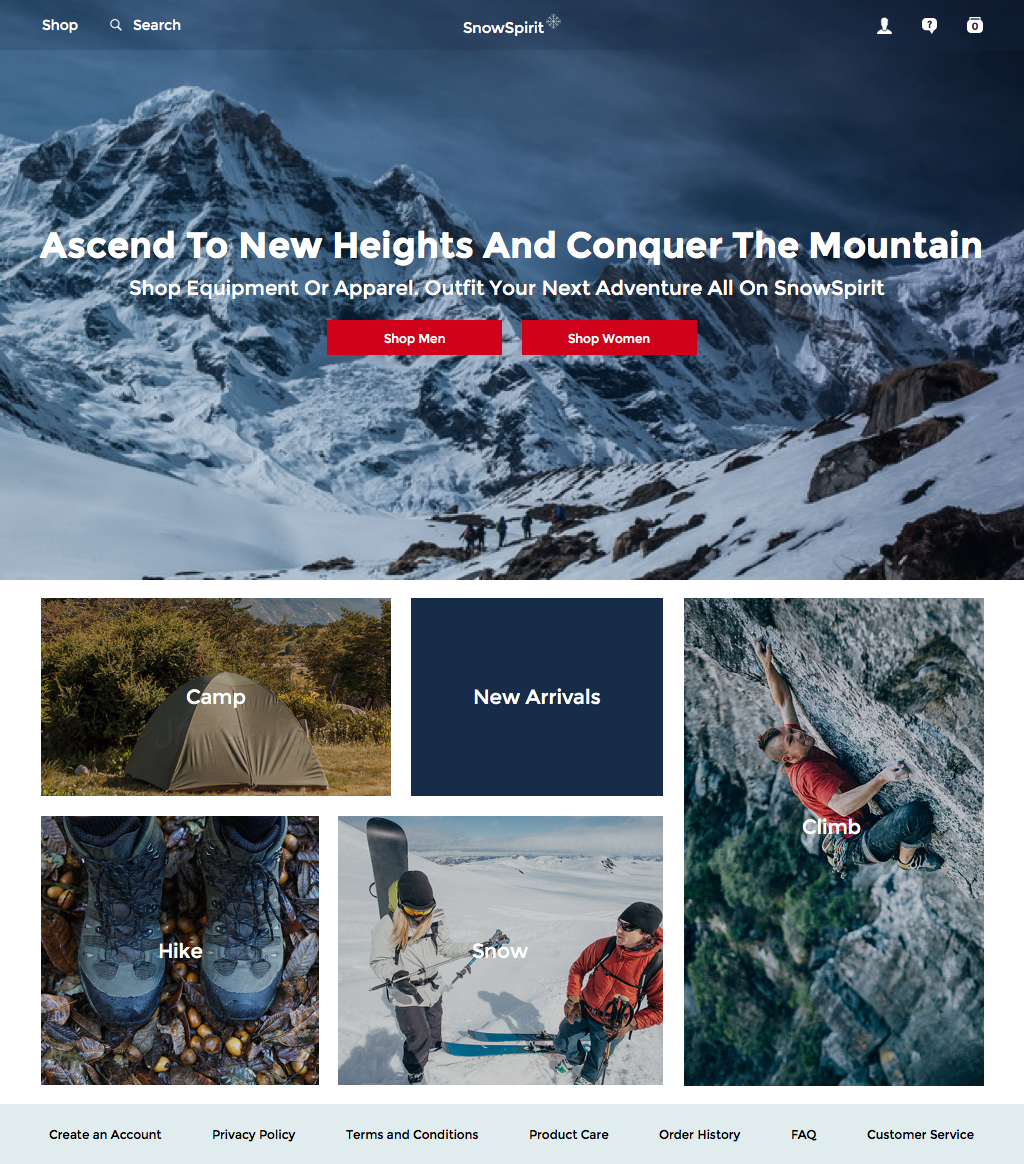 Shop
Search
SnowSpirit
?
0
Ascend To New Heights And Conquer The Mountain
Shop Equipment Or Apparel. Outfit Your Next Adventure All On SnowSpirit
Shop Men
Shop Women
Camp
New Arrivals
Climb
Hike
Snow
Create an Account
Privacy Policy
Terms and Conditions
Product Care
Order History
FAQ
Customer Service